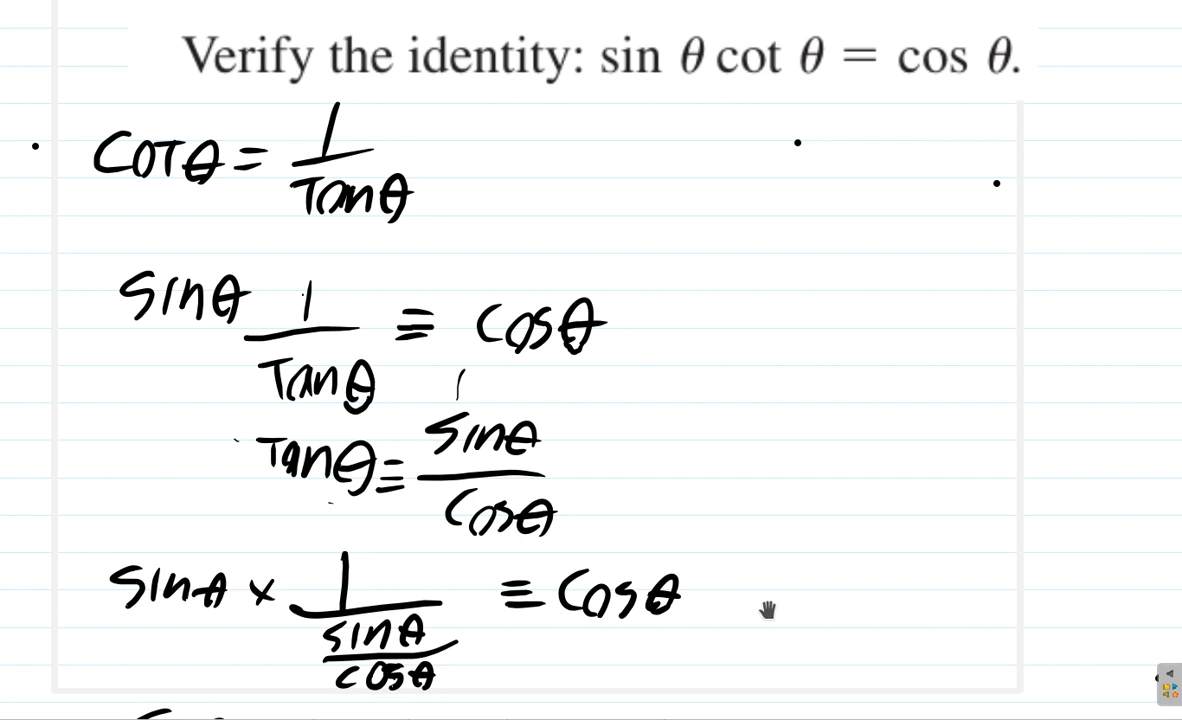 Verify the identity: sin θ cot θ = cos θ.
COTθ = 1/Tanθ
Sinθ 1/Tanθ ≡ Cosθ
Tanθ ≡ Sinθ/Cosθ
Sinθ × 1/(Sinθ/Cosθ) ≡ Cosθ